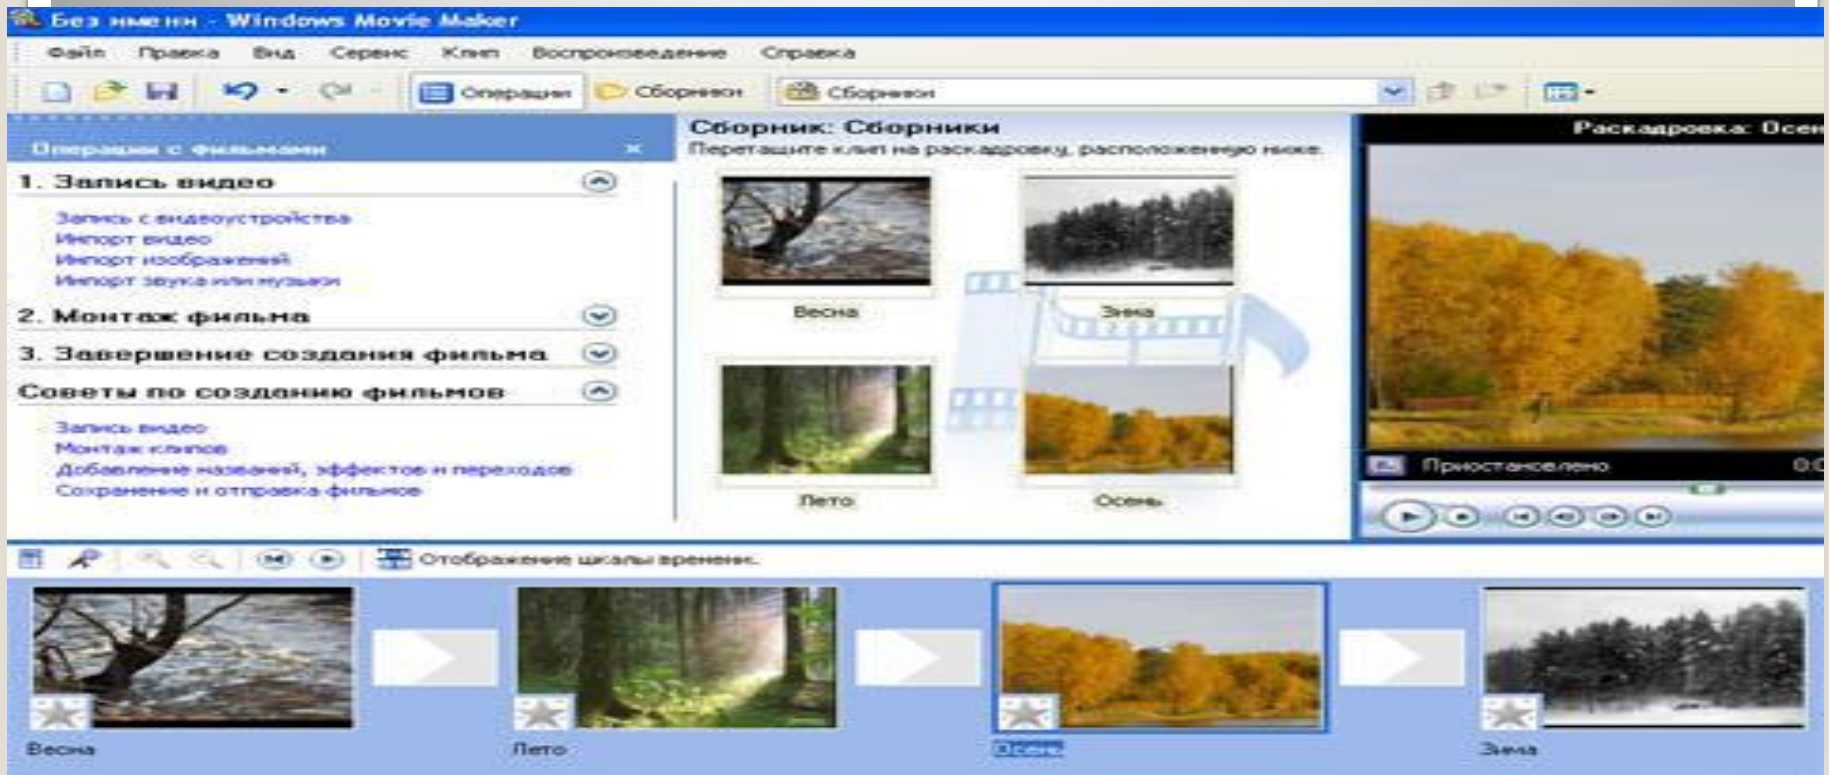 Без имени - Windows Movie Maker
Файл Правка Вид Сервис Клип Воспроизведение Справка
Операции Сборники Сборники
Операции с фильмами
1. Запись видео
Запись с видеоустройства
Импорт видео
Импорт изображений
Импорт звука или музыки
2. Монтаж фильма
3. Завершение создания фильма
Советы по созданию фильмов
Запись видео
Монтаж клипов
Добавление названий, эффектов и переходов
Сохранение и отправка фильмов
Сборник: Сборники
Перетащите клип на раскадровку, расположенную ниже.
Весна Зима
Лето Осень
Раскадровка: Осен
Приостановлено 0:0
Отображение шкалы времени.
Весна Лето Осень Зима